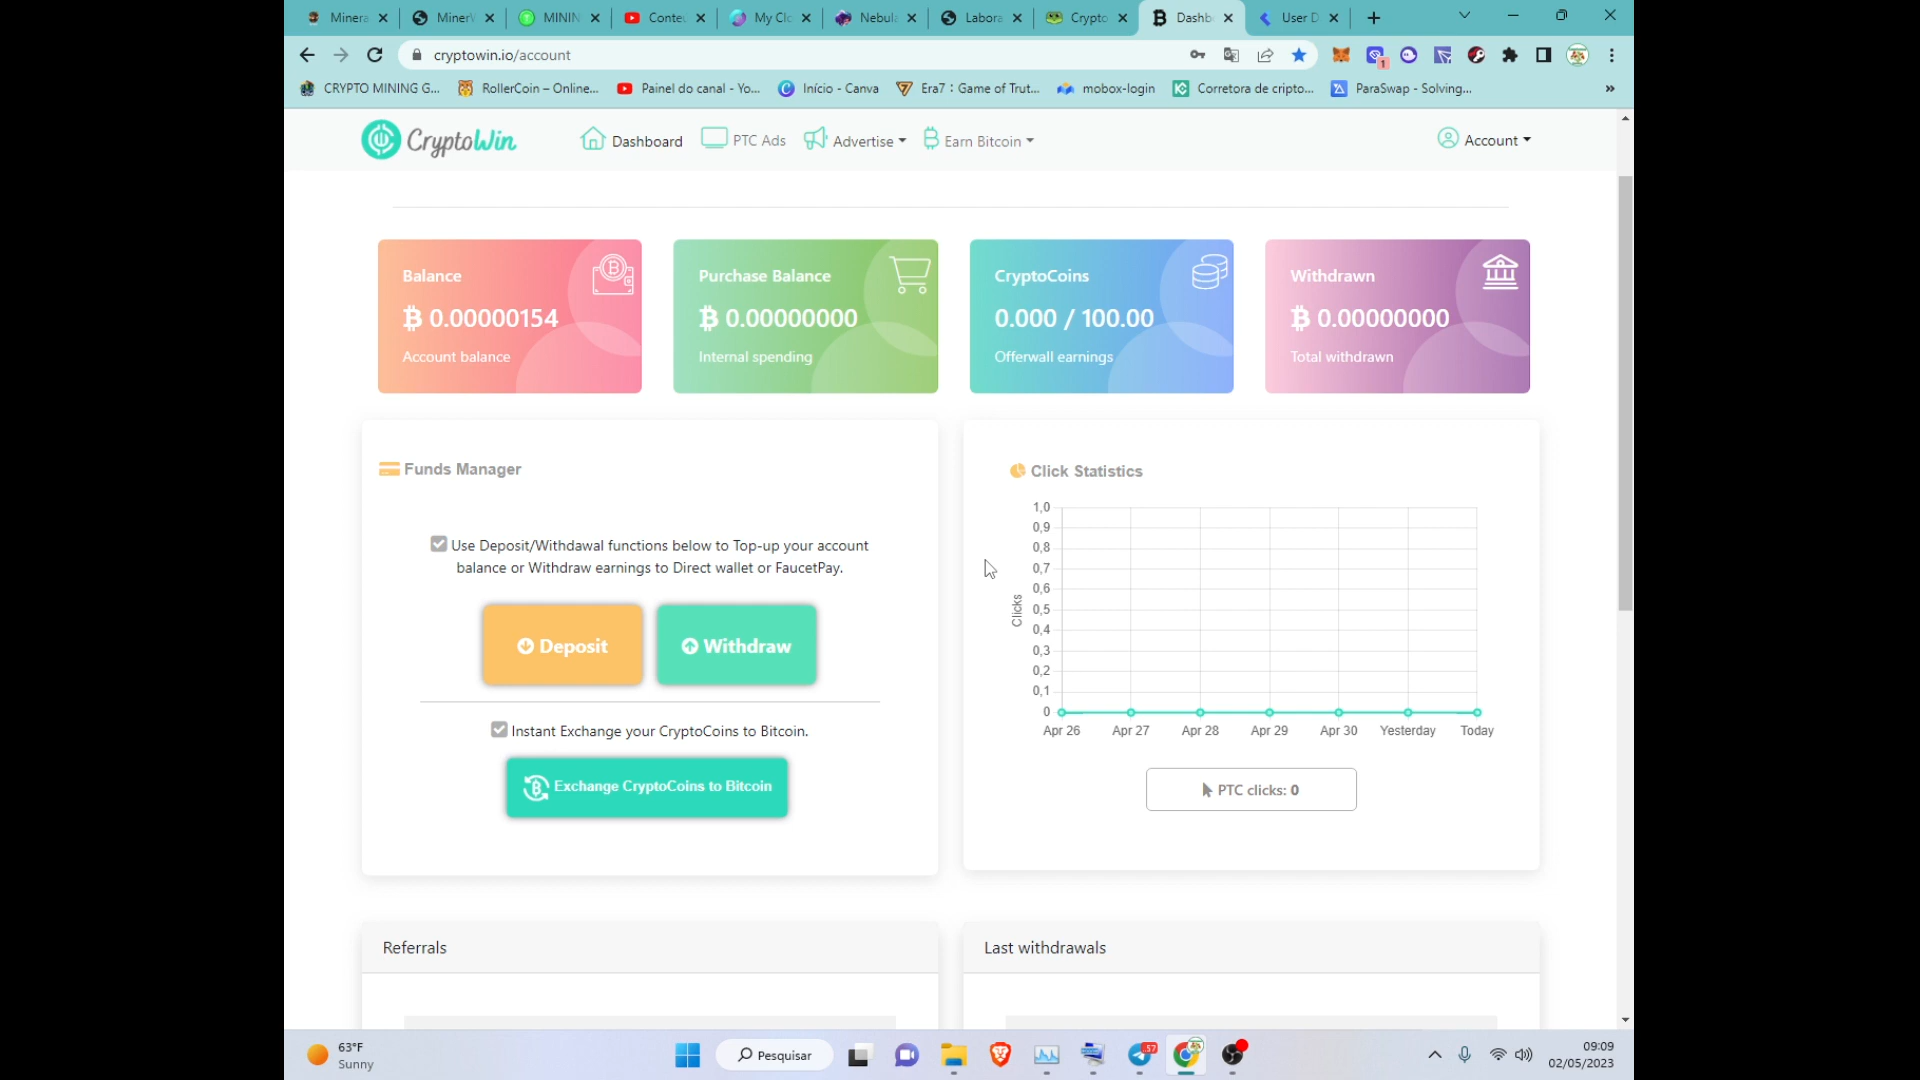 Minera
MinerV
MININ
Conteu
My Clo
Nebula
Labora
Crypto
Dashb
User D
cryptowin.io/account
1
CRYPTO MINING G...
RollerCoin – Online...
Painel do canal - Yo...
Início - Canva
Era7 : Game of Trut...
mobox-login
Corretora de cripto...
ParaSwap - Solving...
»
CryptoWin
Dashboard
PTC Ads
Advertise
Earn Bitcoin
Account
Balance
₿ 0.00000154
Account balance
Purchase Balance
₿ 0.00000000
Internal spending
CryptoCoins
0.000 / 100.00
Offerwall earnings
Withdrawn
₿ 0.00000000
Total withdrawn
Funds Manager
Use Deposit/Withdawal functions below to Top-up your account
balance or Withdraw earnings to Direct wallet or FaucetPay.
Deposit
Withdraw
Instant Exchange your CryptoCoins to Bitcoin.
Exchange CryptoCoins to Bitcoin
Click Statistics
1,0
0,9
0,8
0,7
0,6
0,5
0,4
0,3
0,2
0,1
0
Clicks
Apr 26
Apr 27
Apr 28
Apr 29
Apr 30
Yesterday
Today
PTC clicks: 0
Referrals
Last withdrawals
63°F
Sunny
Pesquisar
57
09:09
02/05/2023